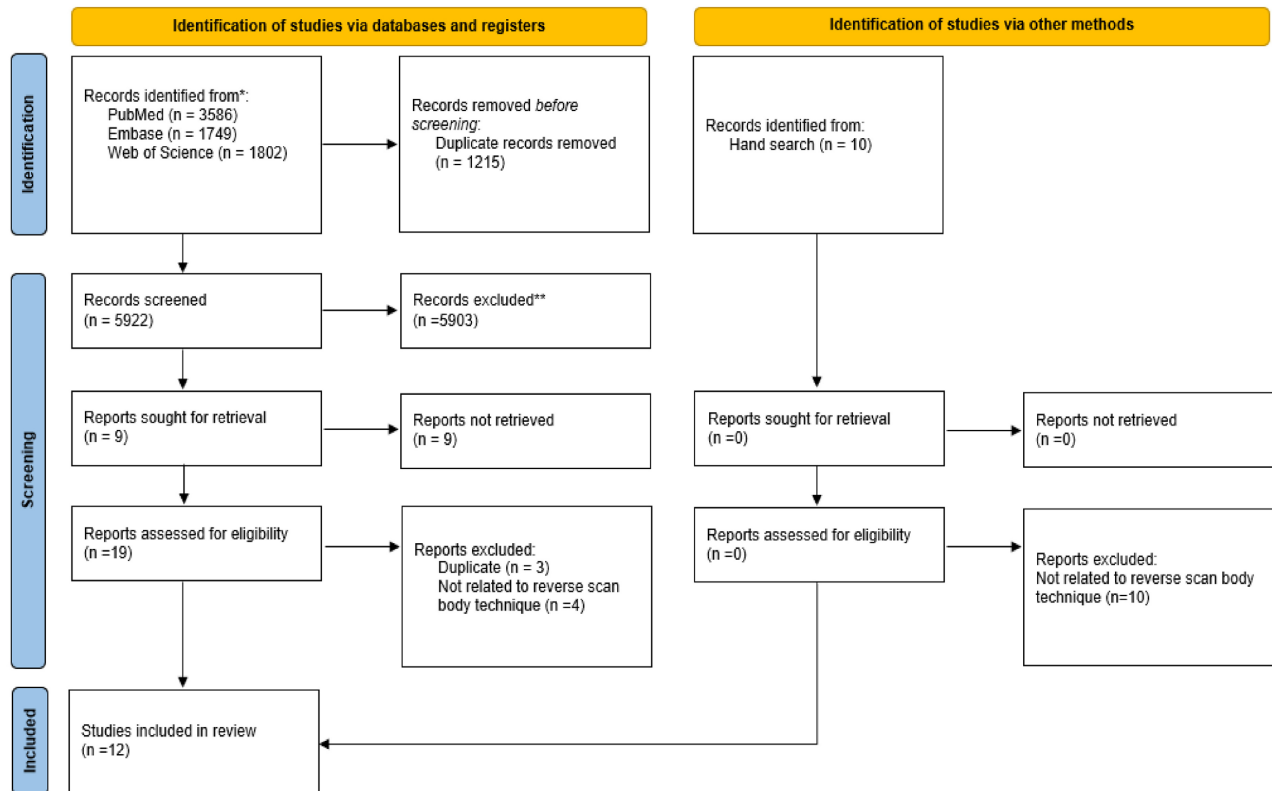 Identification of studies via databases and registers
Identification of studies via other methods
Identification
Records identified from*:
PubMed (n = 3586)
Embase (n = 1749)
Web of Science (n = 1802)
Records removed before
screening:
Duplicate records removed
(n = 1215)
Records identified from:
Hand search (n = 10)
Screening
Records screened
(n = 5922)
Records excluded**
(n =5903)
Reports sought for retrieval
(n = 9)
Reports not retrieved
(n = 9)
Reports sought for retrieval
(n =0)
Reports not retrieved
(n =0)
Reports assessed for eligibility
(n =19)
Reports excluded:
Duplicate (n = 3)
Not related to reverse scan
body technique (n =4)
Reports assessed for eligibility
(n =0)
Reports excluded:
Not related to reverse scan body
technique (n=10)
Included
Studies included in review
(n =12)